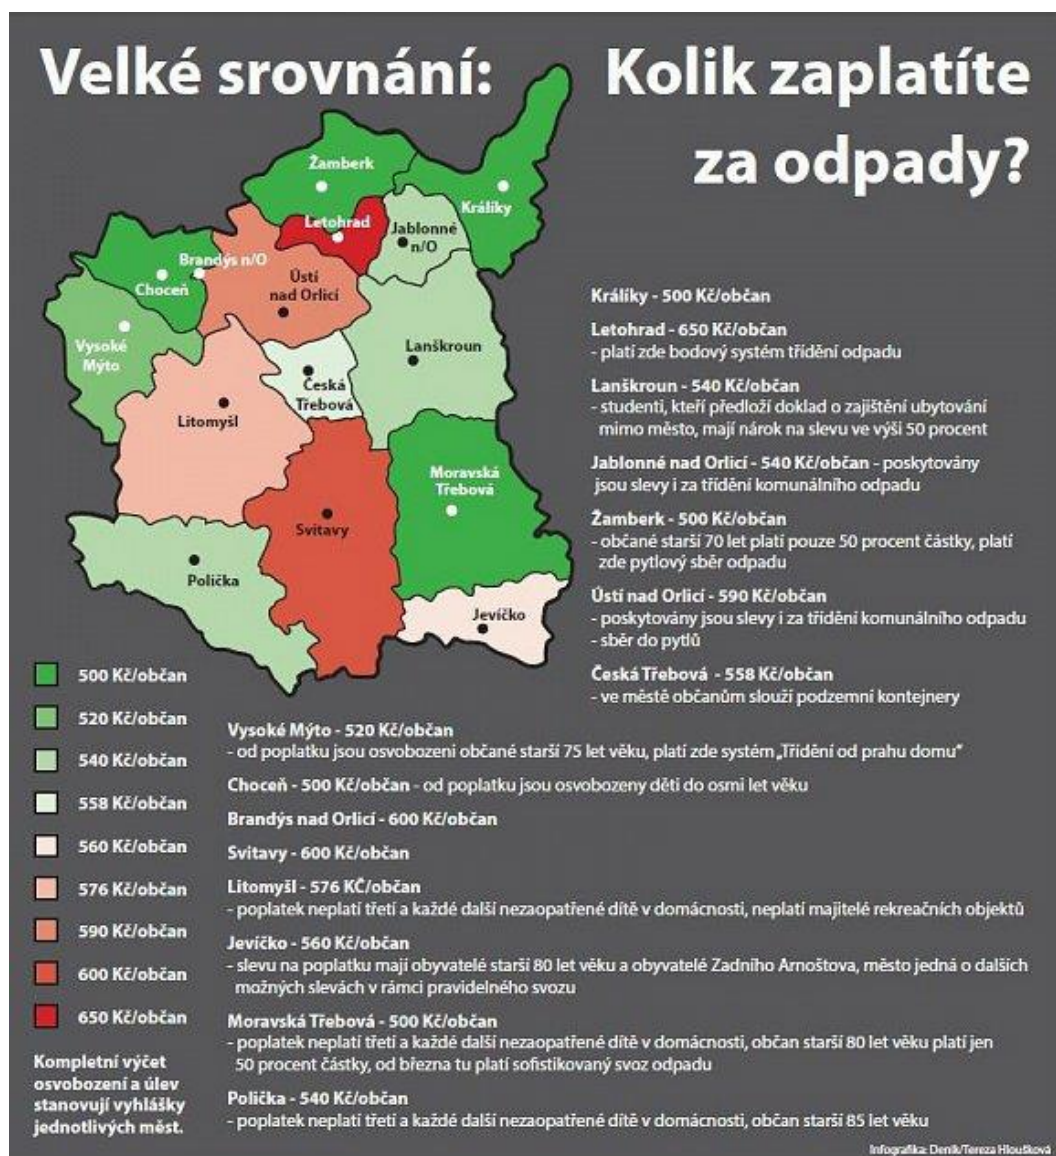 Velké srovnání:
Kolik zaplatíte
za odpady?
Žamberk
Králíky
Letohrad
Jablonné
n/O
Brandýs n/O
Choceň
Ústí
nad Orlicí
Vysoké
Mýto
Lanškroun
Česká
Třebová
Litomyšl
Moravská
Třebová
Svitavy
Polička
Jevíčko
Králíky - 500 Kč/občan
Letohrad - 650 Kč/občan
- platí zde bodový systém třídění odpadu
Lanškroun - 540 Kč/občan
- studenti, kteří předloží doklad o zajištění ubytování
mimo město, mají nárok na slevu ve výši 50 procent
Jablonné nad Orlicí - 540 Kč/občan - poskytovány
jsou slevy i za třídění komunálního odpadu
Žamberk - 500 Kč/občan
- občané starší 70 let platí pouze 50 procent částky, platí
zde pytlový sběr odpadu
Ústí nad Orlicí - 590 Kč/občan
- poskytovány jsou slevy i za třídění komunálního odpadu
- sběr do pytlů
Česká Třebová - 558 Kč/občan
- ve městě občanům slouží podzemní kontejnery
500 Kč/občan
520 Kč/občan
540 Kč/občan
558 Kč/občan
560 Kč/občan
576 Kč/občan
590 Kč/občan
600 Kč/občan
650 Kč/občan
Kompletní výčet
osvobození a úlev
stanovují vyhlášky
jednotlivých měst.
Vysoké Mýto - 520 Kč/občan
- od poplatku jsou osvobozeni občané starší 75 let věku, platí zde systém „Třídění od prahu domu“
Choceň - 500 Kč/občan - od poplatku jsou osvobozeny děti do osmi let věku
Brandýs nad Orlicí - 600 Kč/občan
Svitavy - 600 Kč/občan
Litomyšl - 576 KČ/občan
- poplatek neplatí třetí a každé další nezaopatřené dítě v domácnosti, neplatí majitelé rekreačních objektů
Jevíčko - 560 Kč/občan
- slevu na poplatku mají obyvatelé starší 80 let věku a obyvatelé Zadního Arnoštova, město jedná o dalších
možných slevách v rámci pravidelného svozu
Moravská Třebová - 500 Kč/občan
- poplatek neplatí třetí a každé další nezaopatřené dítě v domácnosti, občan starší 80 let věku platí jen
50 procent částky, od března tu platí sofistikovaný svoz odpadu
Polička - 540 Kč/občan
- poplatek neplatí třetí a každé další nezaopatřené dítě v domácnosti, občan starší 85 let věku
Infografika: Deník/Tereza Hloušková